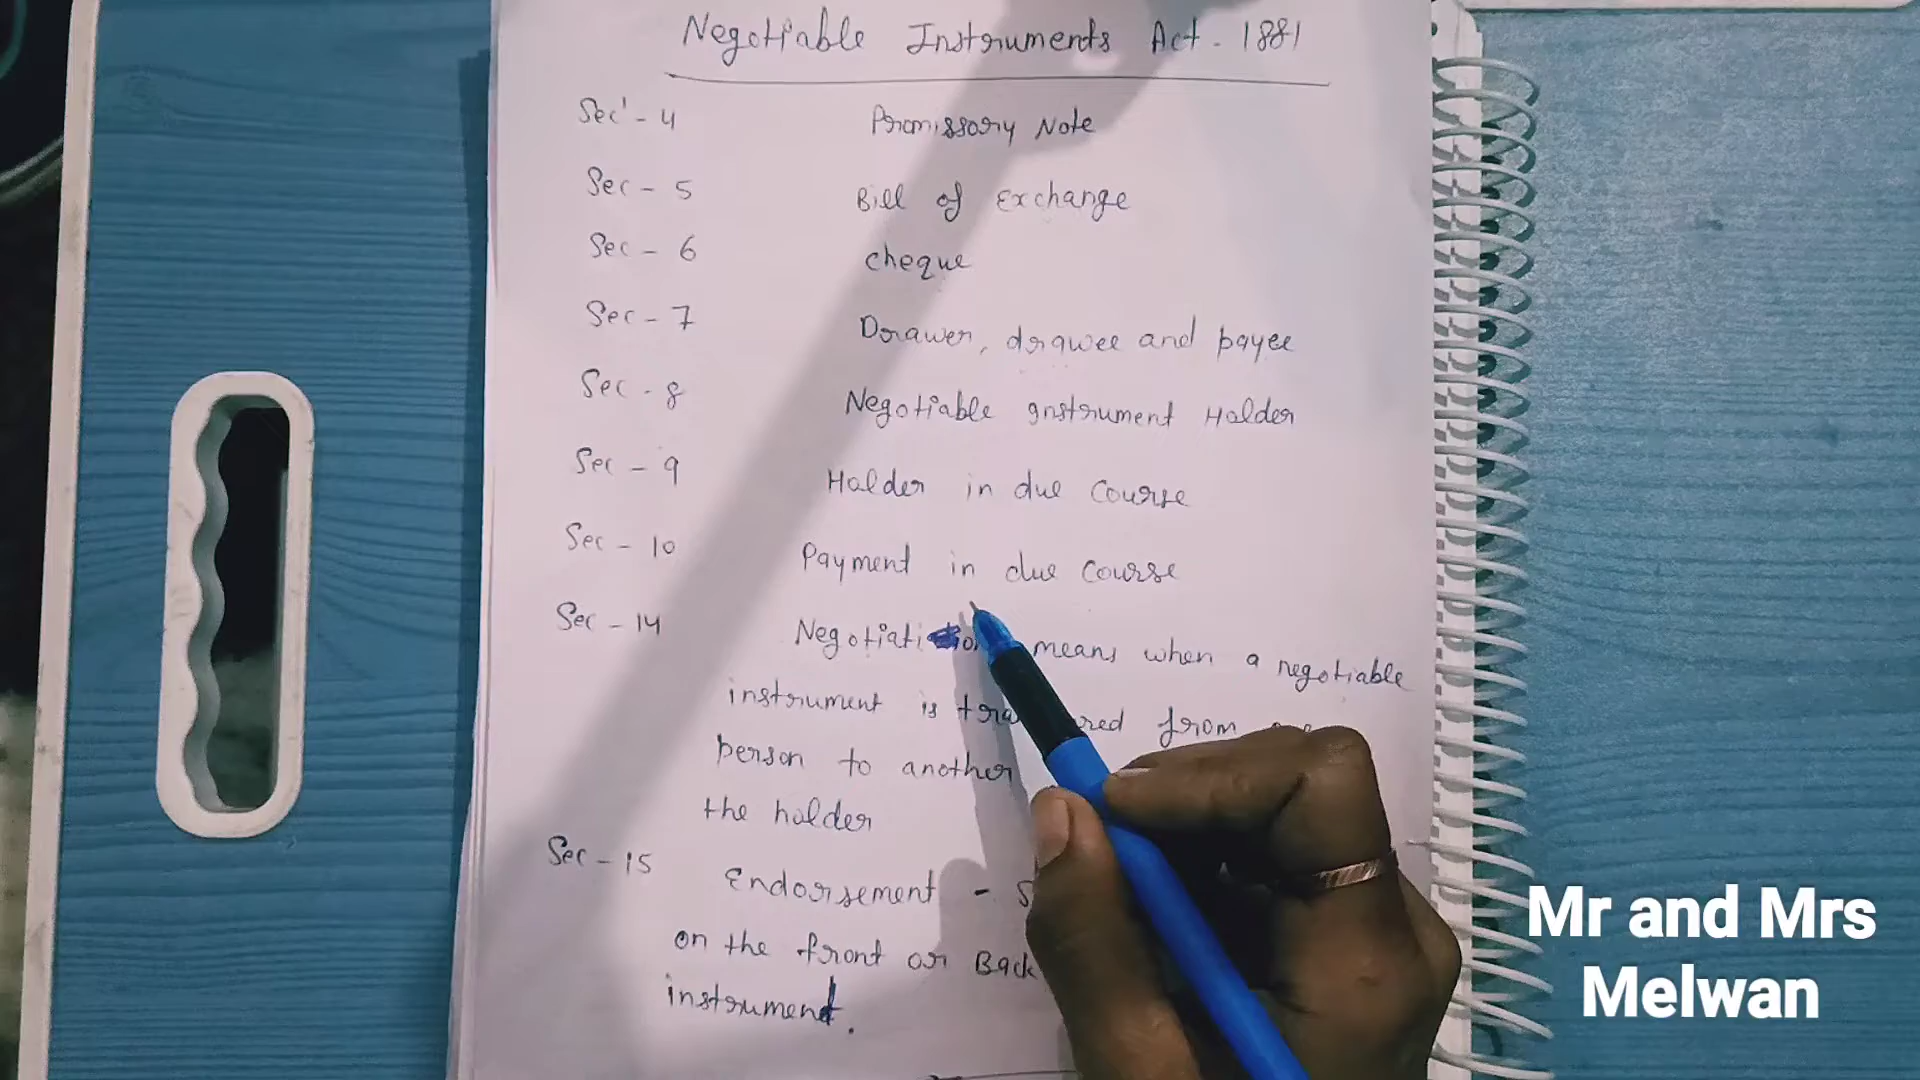 Negotiable Instruments Act - 1881
Sec - 4 Promissory Note
Sec - 5 Bill of Exchange
Sec - 6 cheque
Sec - 7 Drawer, drawee and payee
Sec - 8 Negotiable Instrument Holder
Sec - 9 Holder in due course
Sec - 10 Payment in due course
Sec - 14 Negotiation means when a negotiable
instrument is from
person to another
the holder
Sec - 15 Endorsement -
on the front or Back
instrument.
Mr and Mrs
Melwan